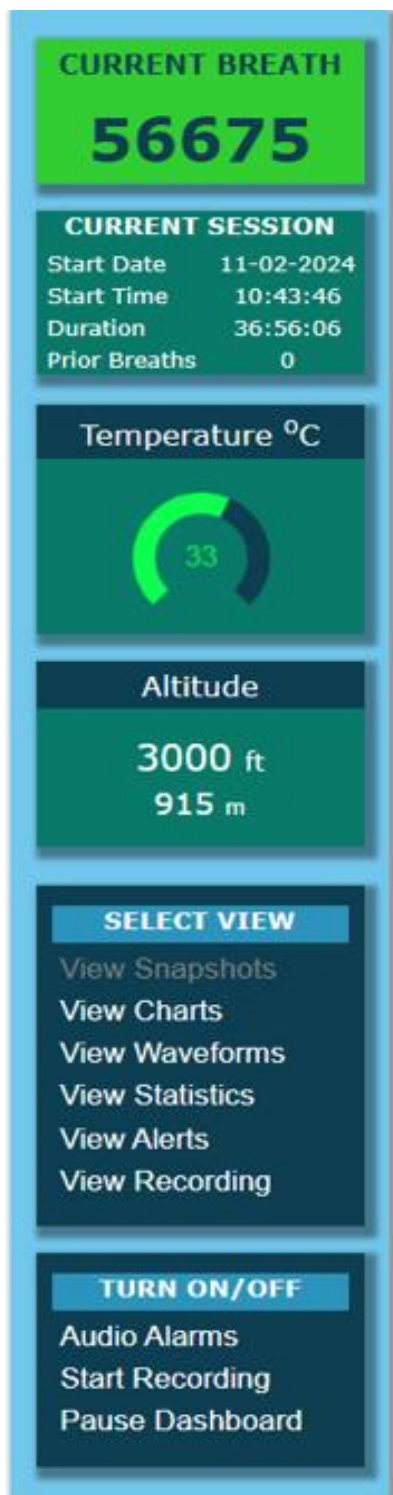 CURRENT BREATH
56675
CURRENT SESSION
Start Date 11-02-2024
Start Time 10:43:46
Duration 36:56:06
Prior Breaths 0
Temperature ⁰C
33
Altitude
3000 ft
915 m
SELECT VIEW
View Snapshots
View Charts
View Waveforms
View Statistics
View Alerts
View Recording
TURN ON/OFF
Audio Alarms
Start Recording
Pause Dashboard